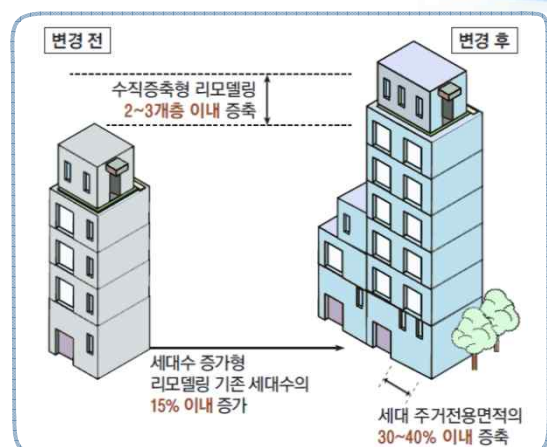 변경 전
변경 후
수직증축형 리모델링
2~3개층 이내 증축
세대수 증가형
리모델링 기존 세대수의
15% 이내 증가
세대 주거전용면적의
30~40% 이내 증축